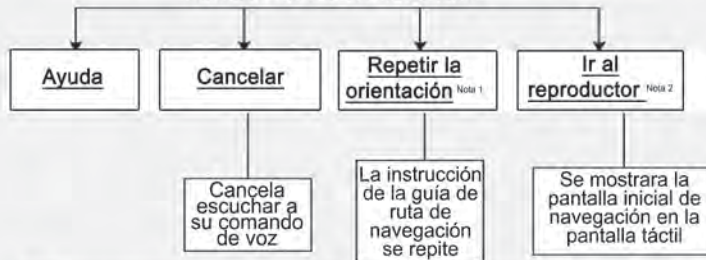 Ayuda
Cancelar
Repetir la
orientación Nota 1
Ir al
reproductor Nota 2
Cancela
escuchar a
su comando
de voz
La instrucción
de la guía de
ruta de
navegación
se repite
Se mostrara la
pantalla inicial de
navegación en la
pantalla táctil